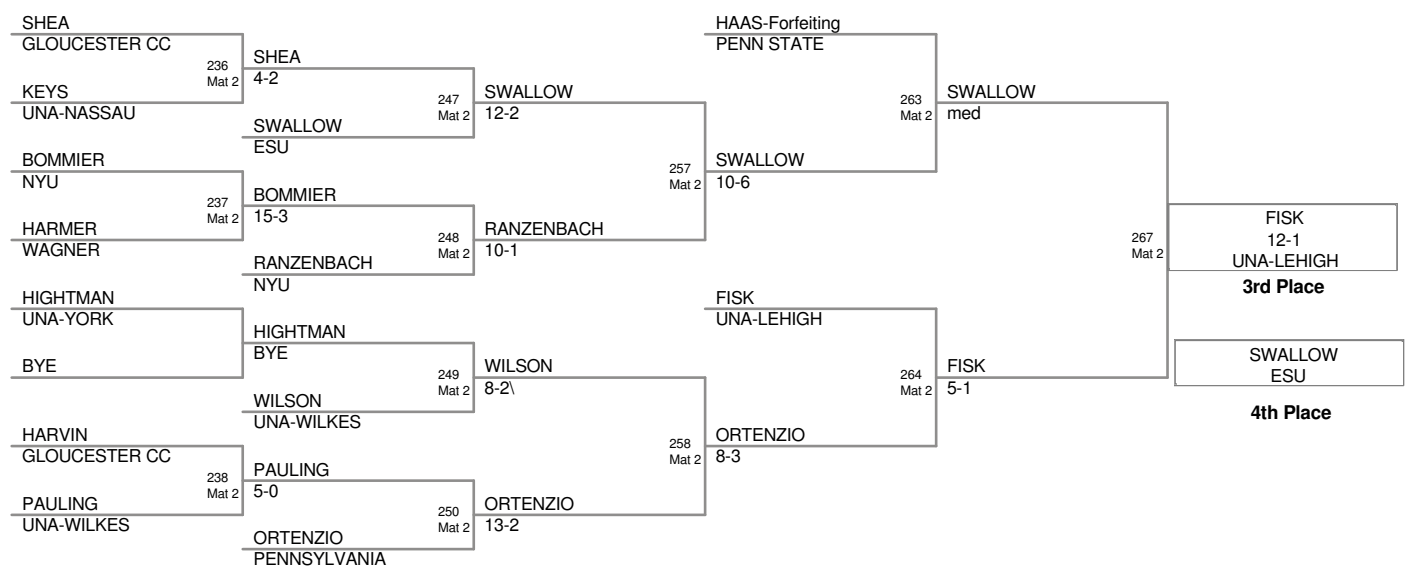 SHEA
GLOUCESTER CC
236
Mat 2
KEYS
UNA-NASSAU
BOMMIER
NYU
237
Mat 2
HARMER
WAGNER
HIGHTMAN
UNA-YORK
BYE
HARVIN
GLOUCESTER CC
238
Mat 2
PAULING
UNA-WILKES
SHEA
4-2
247
Mat 2
SWALLOW
ESU
BOMMIER
15-3
248
Mat 2
RANZENBACH
NYU
HIGHTMAN
BYE
249
Mat 2
WILSON
UNA-WILKES
PAULING
5-0
250
Mat 2
ORTENZIO
PENNSYLVANIA
SWALLOW
12-2
257
Mat 2
RANZENBACH
10-1
WILSON
8-2\
258
Mat 2
ORTENZIO
13-2
HAAS-Forfeiting
PENN STATE
263
Mat 2
SWALLOW
10-6
FISK
UNA-LEHIGH
264
Mat 2
ORTENZIO
8-3
SWALLOW
med
267
Mat 2
FISK
5-1
FISK
12-1
UNA-LEHIGH
3rd Place
SWALLOW
ESU
4th Place